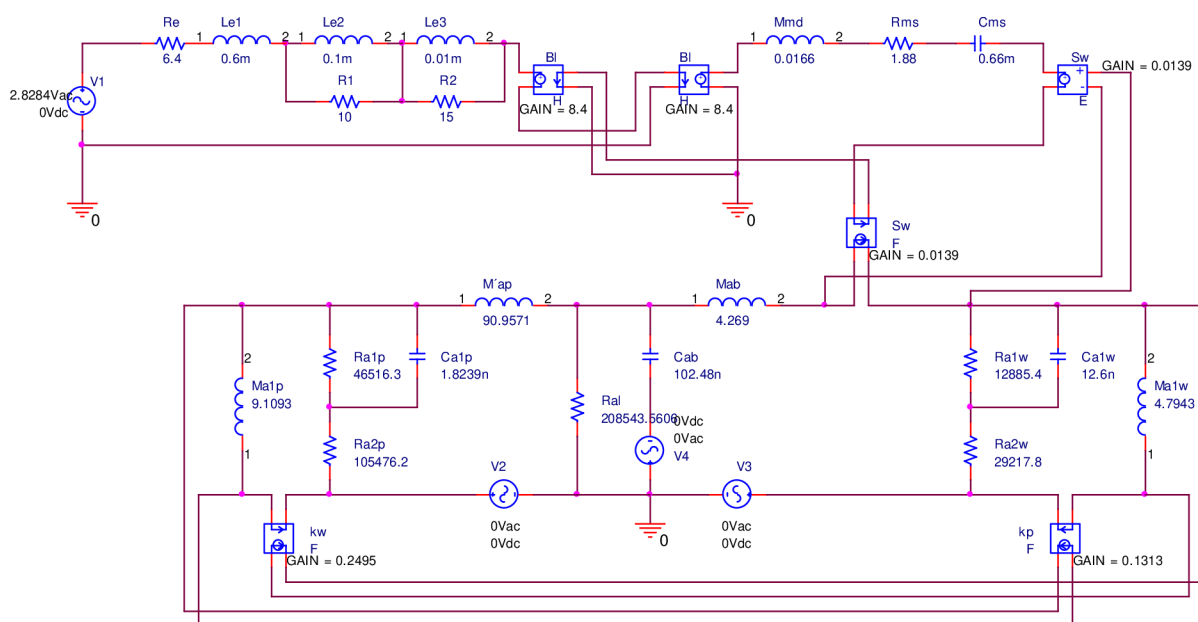 Re
Le1
Le2
Le3
Mmd
Rms
Cms
1
2
1
2
1
2
1
2
6.4
0.6m
0.1m
0.01m
0.0166
1.88
0.66m
Bl
Bl
Sw
GAIN = 0.0139
V1
2.8284Vac
0Vdc
R1
R2
10
15
H
H
+
-
E
GAIN = 8.4
GAIN = 8.4
0
0
Sw
F
GAIN = 0.0139
M´ap
Mab
1
2
1
2
90.9571
4.269
2
Ra1p
46516.3
Ca1p
1.8239n
Cab
102.48n
Ra1w
12885.4
Ca1w
12.6n
2
Ma1p
9.1093
Ral
208543.5606
Ma1w
4.7943
0Vdc
0Vac
V4
1
Ra2p
105476.2
Ra2w
29217.8
1
V2
V3
0Vac
0Vdc
0Vac
0Vdc
0
kw
F
GAIN = 0.2495
kp
F
GAIN = 0.1313